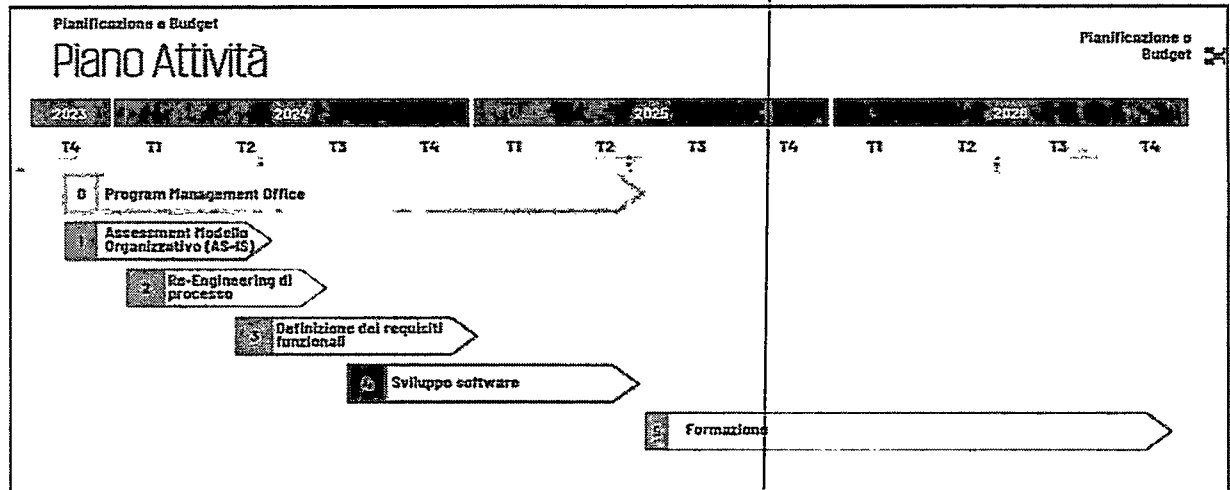 Pianificazione e Budget
Piano Attività
Pianificazione e
Budget
2023 2024 2025 2026
T4 T1 T2 T3 T4 T1 T2 T3 T4 T1 T2 T3 T4
0 Program Management Office
1 Assessment Modello
Organizzativo (AS-IS)
2 Re-Engineering di
processo
3 Definizione dei requisiti
funzionali
4 Sviluppo software
5 Formazione